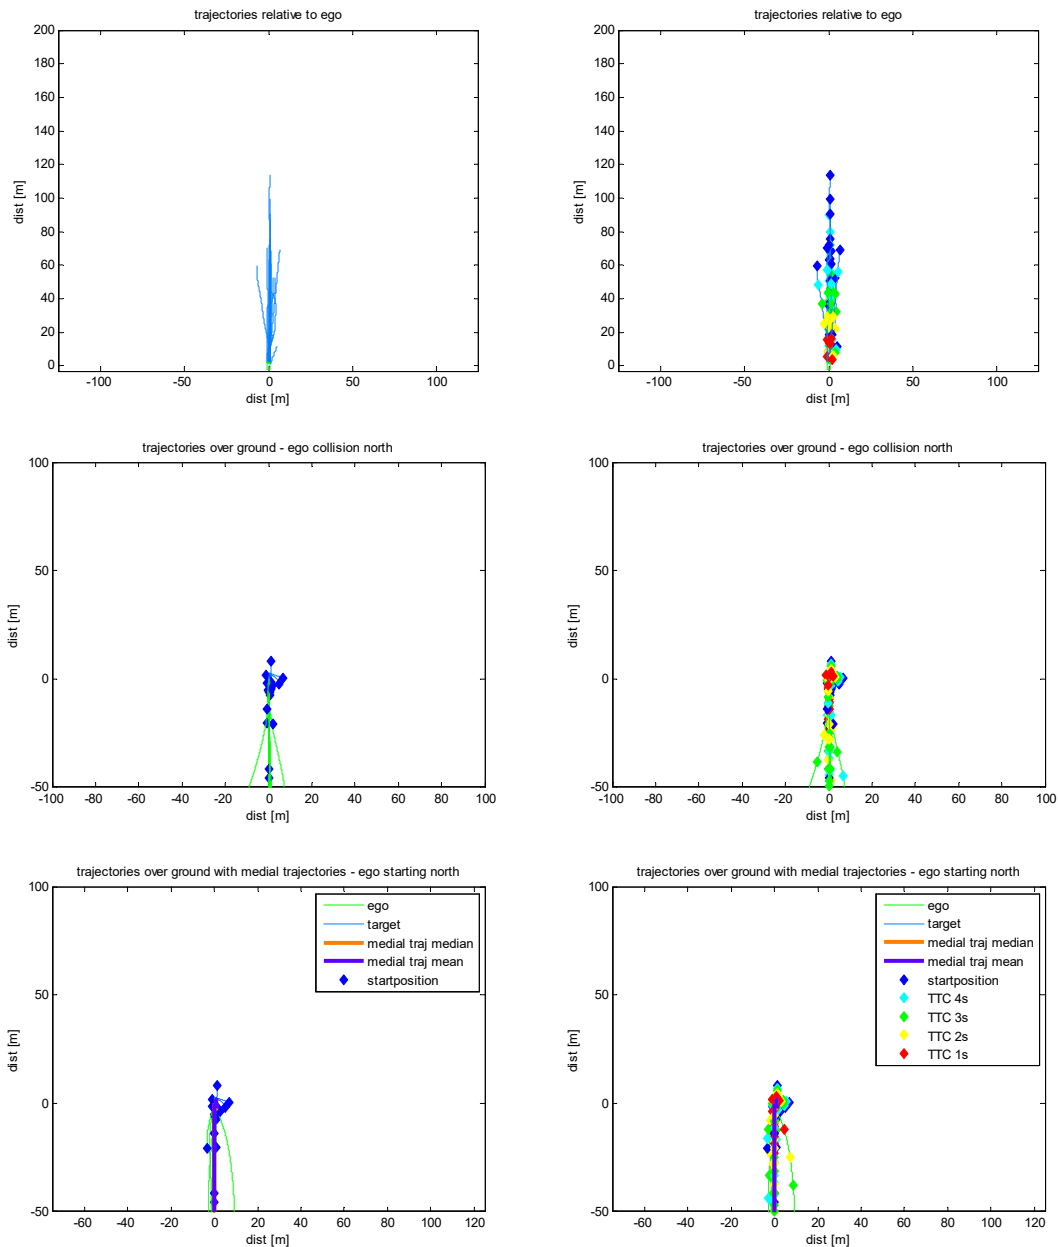 trajectories relative to ego
200
180
160
140
120
100
80
60
40
20
0
dist [m]
-100 -50 0 50 100
dist [m]
trajectories relative to ego
200
180
160
140
120
100
80
60
40
20
0
dist [m]
-100 -50 0 50 100
dist [m]
trajectories over ground - ego collision north
100
50
0
-50
dist [m]
-100 -80 -60 -40 -20 0 20 40 60 80 100
dist [m]
trajectories over ground - ego collision north
100
50
0
-50
dist [m]
-100 -80 -60 -40 -20 0 20 40 60 80 100
dist [m]
trajectories over ground with medial trajectories - ego starting north
100
50
0
-50
dist [m]
ego
target
medial traj median
medial traj mean
startposition
-60 -40 -20 0 20 40 60 80 100 120
dist [m]
trajectories over ground with medial trajectories - ego starting north
100
50
0
-50
dist [m]
ego
target
medial traj median
medial traj mean
startposition
TTC 4s
TTC 3s
TTC 2s
TTC 1s
-60 -40 -20 0 20 40 60 80 100 120
dist [m]